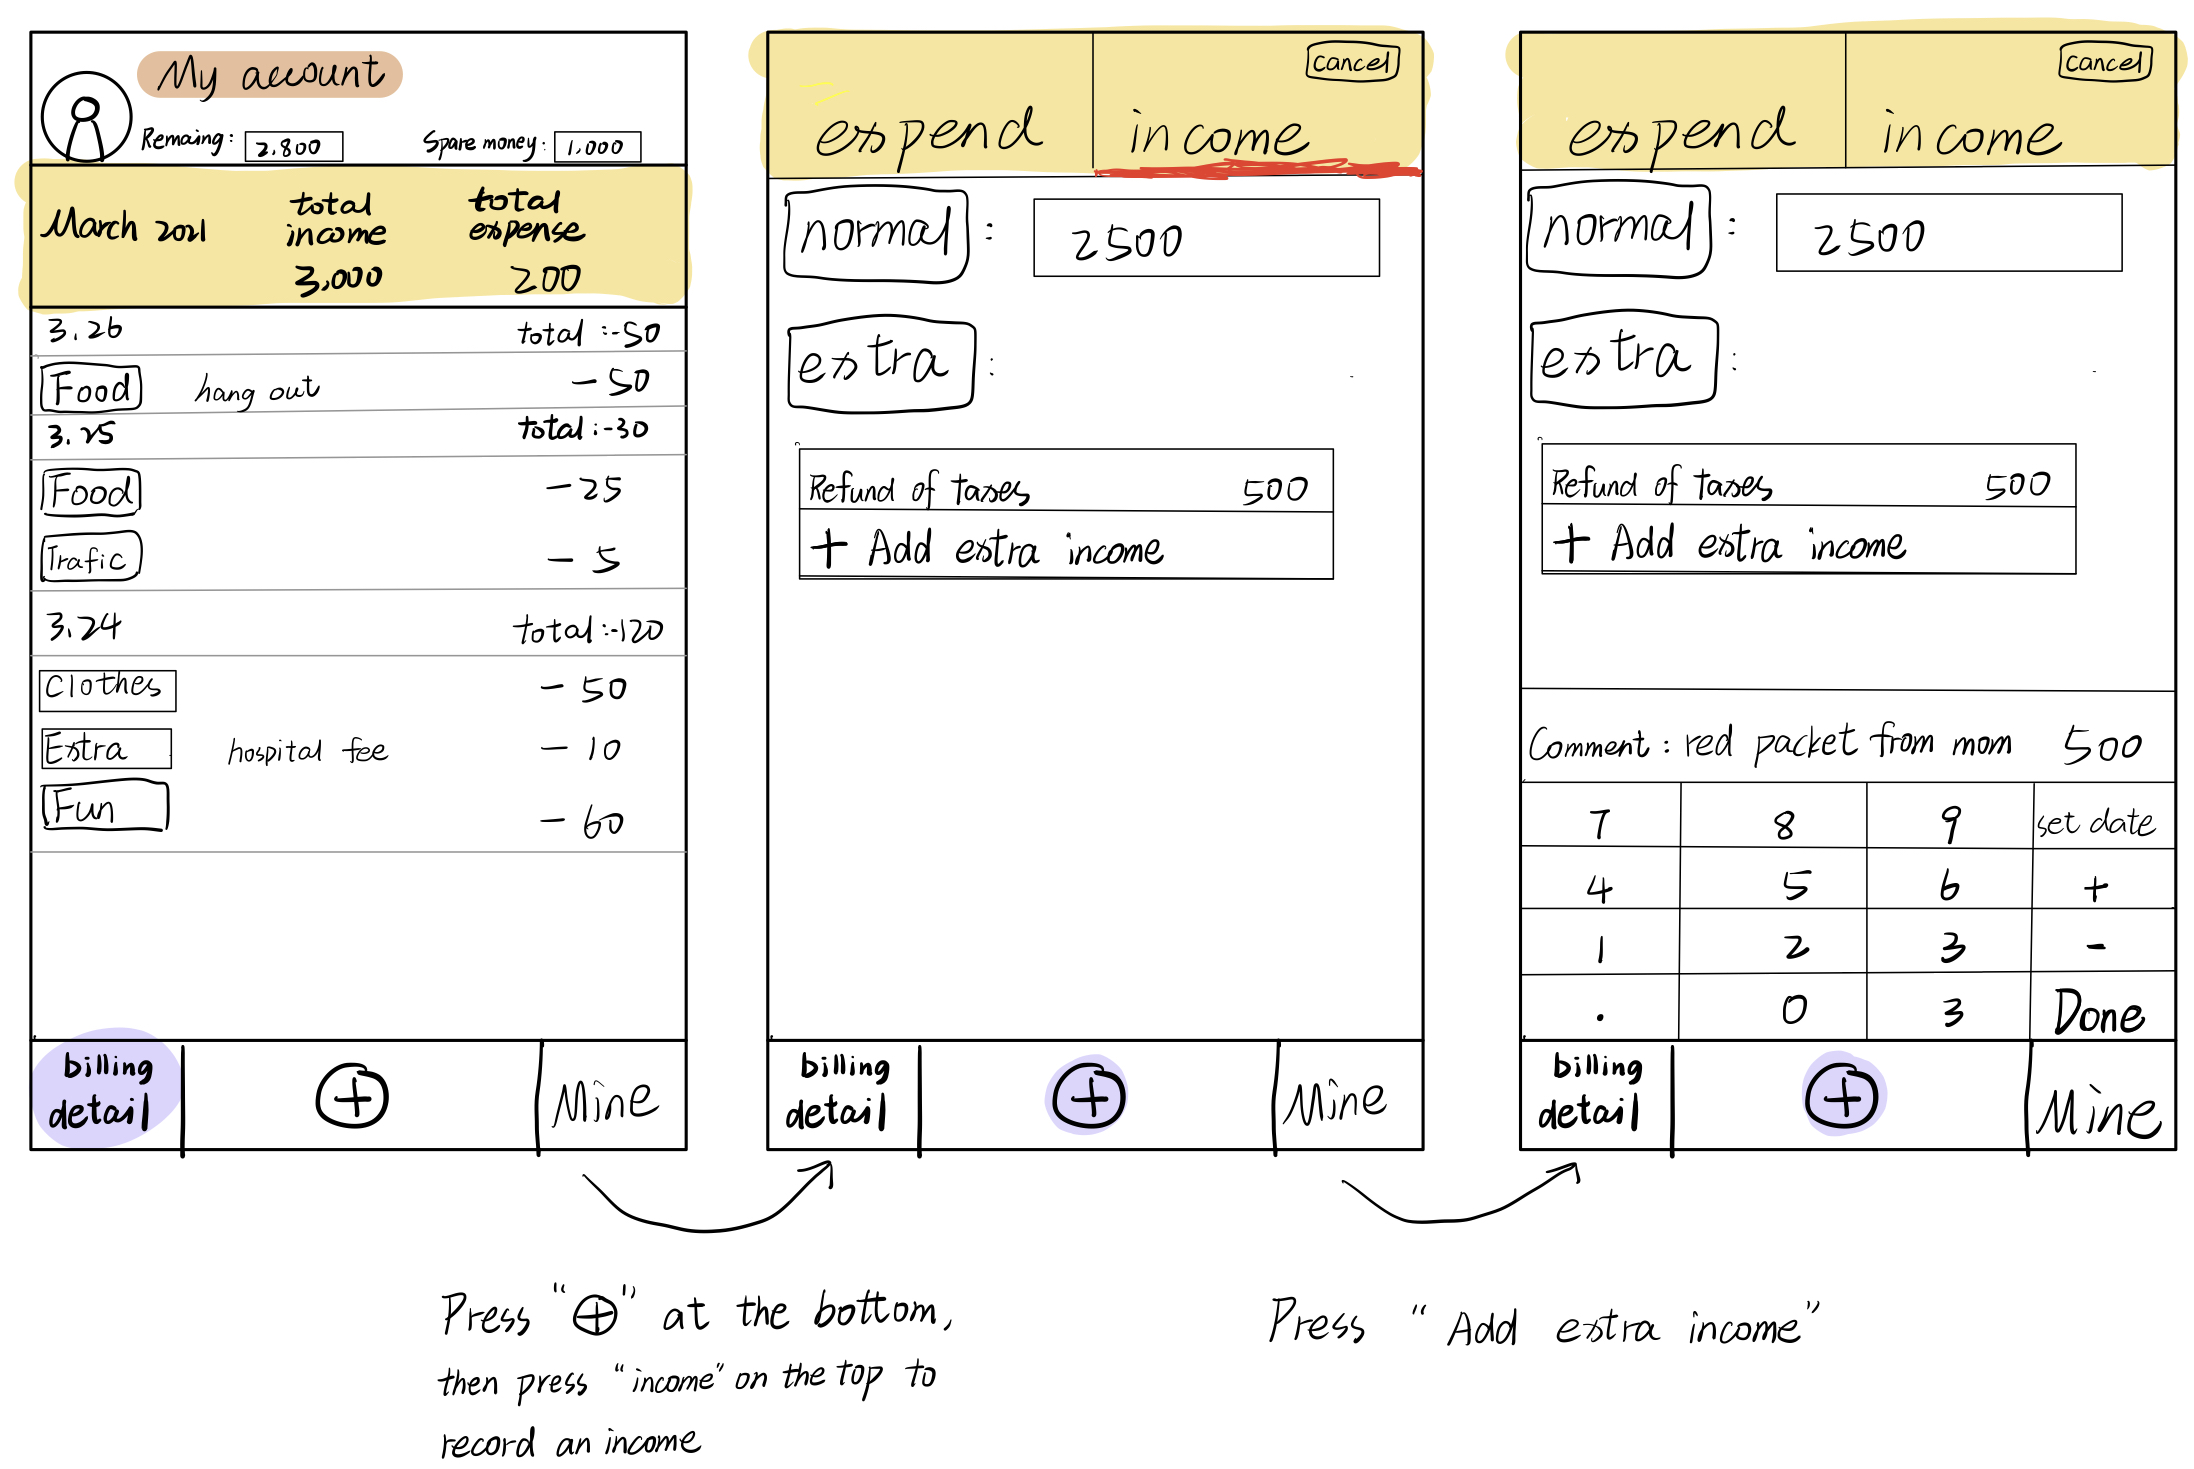 My account
Remaing: 2.800 Spare money: 1,000
March 2021 total income 3,000 total expense 200
3.26 total:-50
Food hang out -50
3.25 total:-30
Food -25
Trafic -5
3.24 total:-120
Clothes -50
Extra hospital fee -10
Fun -60
billing detail + Mine
cancel
expend income
normal : 2500
extra :
Refund of taxes 500
+ Add extra income
billing detail + Mine
cancel
expend income
normal : 2500
extra :
Refund of taxes 500
+ Add extra income
Comment: red packet from mom 500
7 8 9 set date
4 5 6 +
1 2 3 -
. 0 3 Done
billing detail + Mine
Press "⊕" at the bottom,
then press "income" on the top to
record an income
Press "Add extra income"